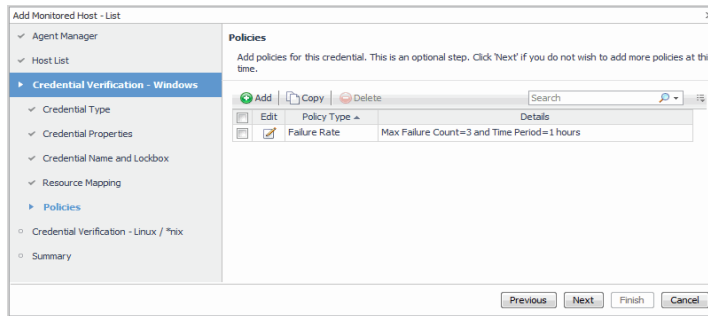 Add Monitored Host - List
Agent Manager
Host List
Credential Verification - Windows
Credential Type
Credential Properties
Credential Name and Lockbox
Resource Mapping
Policies
Credential Verification - Linux / *nix
Summary
Policies
Add policies for this credential. This is an optional step. Click 'Next' if you do not wish to add more policies at thi
time.
Add Copy Delete Search
Edit Policy Type Details
Failure Rate Max Failure Count=3 and Time Period=1 hours
Previous Next Finish Cancel